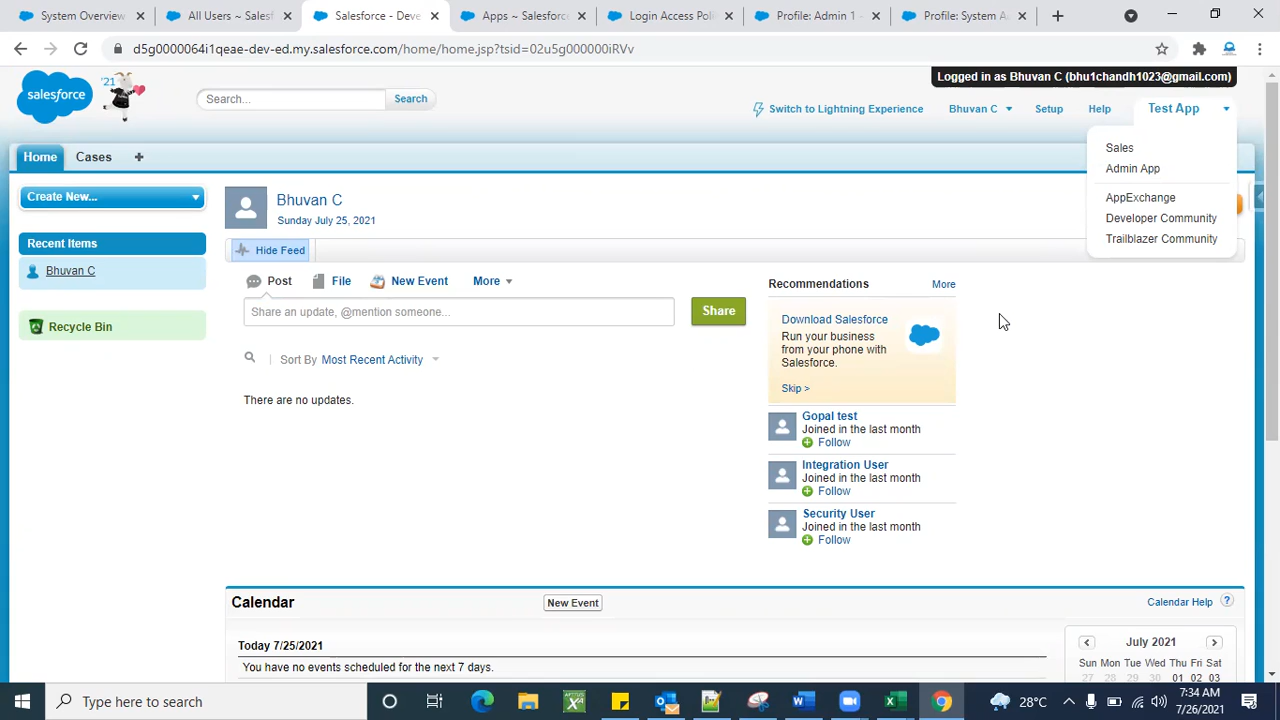 System Overview
All Users ~ Salesf
Salesforce - Deve
Apps ~ Salesforce
Login Access Poli
Profile: Admin 1 -
Profile: System A
d5g0000064i1qeae-dev-ed.my.salesforce.com/home/home.jsp?tsid=02u5g000000iRVv
Logged in as Bhuvan C (bhu1chandh1023@gmail.com)
salesforce
'21
Search...
Search
Switch to Lightning Experience
Bhuvan C
Setup
Help
Test App
Sales
Admin App
AppExchange
Developer Community
Trailblazer Community
Home
Cases
Create New...
Recent Items
Bhuvan C
Recycle Bin
Bhuvan C
Sunday July 25, 2021
Hide Feed
Post
File
New Event
More
Share an update, @mention someone...
Share
Sort By Most Recent Activity
There are no updates.
Recommendations
More
Download Salesforce
Run your business
from your phone with
Salesforce.
Skip >
Gopal test
Joined in the last month
Follow
Integration User
Joined in the last month
Follow
Security User
Joined in the last month
Follow
Calendar
New Event
Calendar Help ?
Today 7/25/2021
You have no events scheduled for the next 7 days.
July 2021
Sun Mon Tue Wed Thu Fri Sat
27 28 29 30 01 02 03
Type here to search
28°C
7:34 AM
7/26/2021